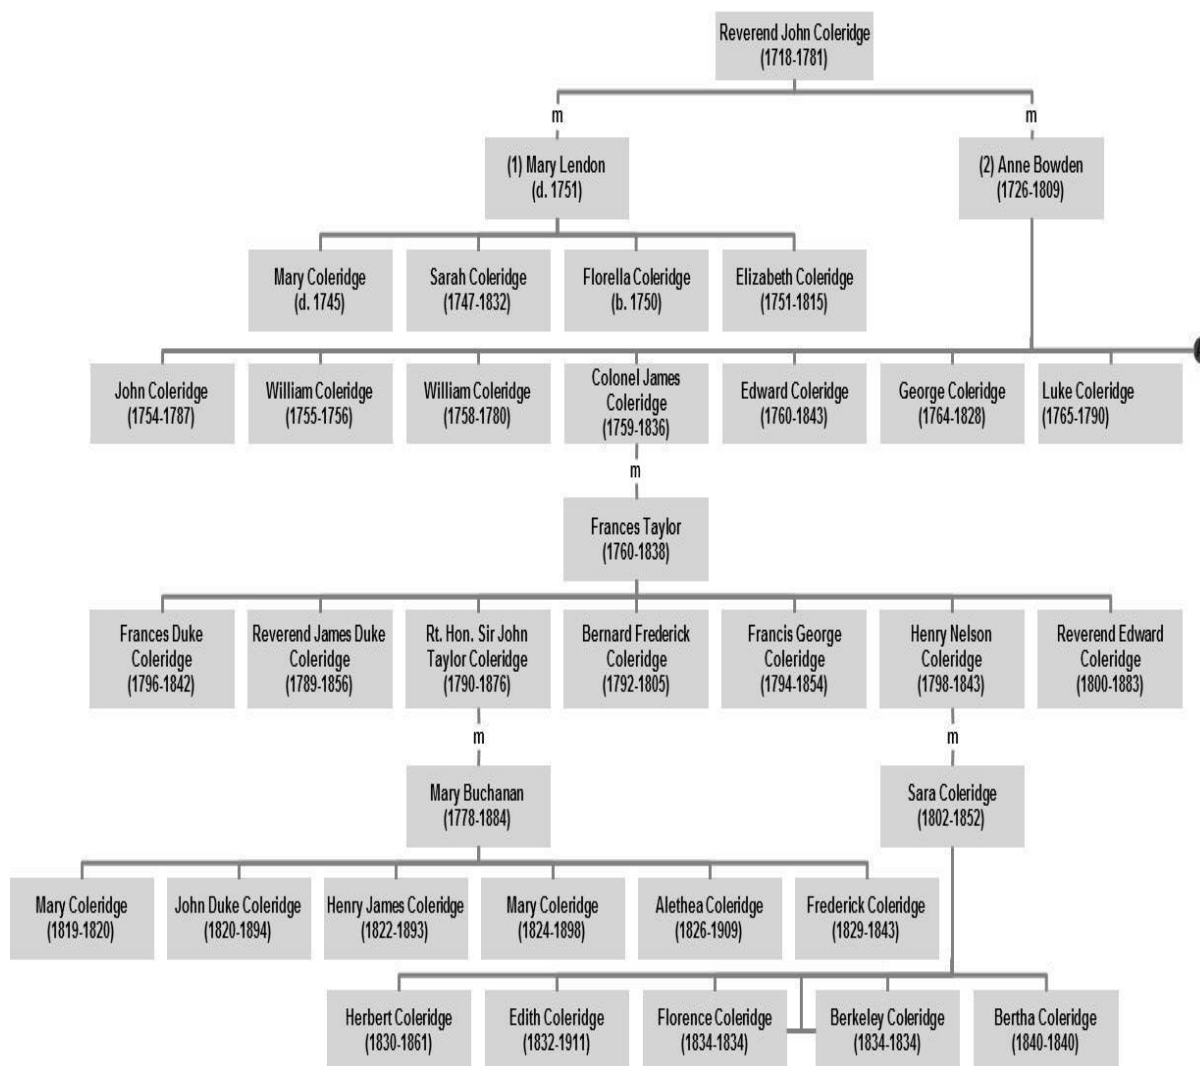 Reverend John Coleridge
(1718-1781)
m
m
(1) Mary Lendon
(d. 1751)
(2) Anne Bowden
(1726-1809)
Mary Coleridge
(d. 1745)
Sarah Coleridge
(1747-1832)
Florella Coleridge
(b. 1750)
Elizabeth Coleridge
(1751-1815)
John Coleridge
(1754-1787)
William Coleridge
(1755-1756)
William Coleridge
(1758-1780)
Colonel James
Coleridge
(1759-1836)
Edward Coleridge
(1760-1843)
George Coleridge
(1764-1828)
Luke Coleridge
(1765-1790)
m
Frances Taylor
(1760-1838)
Frances Duke
Coleridge
(1796-1842)
Reverend James Duke
Coleridge
(1789-1856)
Rt. Hon. Sir John
Taylor Coleridge
(1790-1876)
Bernard Frederick
Coleridge
(1792-1805)
Francis George
Coleridge
(1794-1854)
Henry Nelson
Coleridge
(1798-1843)
Reverend Edward
Coleridge
(1800-1883)
m
m
Mary Buchanan
(1778-1884)
Sara Coleridge
(1802-1852)
Mary Coleridge
(1819-1820)
John Duke Coleridge
(1820-1894)
Henry James Coleridge
(1822-1893)
Mary Coleridge
(1824-1898)
Alethea Coleridge
(1826-1909)
Frederick Coleridge
(1829-1843)
Herbert Coleridge
(1830-1861)
Edith Coleridge
(1832-1911)
Florence Coleridge
(1834-1834)
Berkeley Coleridge
(1834-1834)
Bertha Coleridge
(1840-1840)